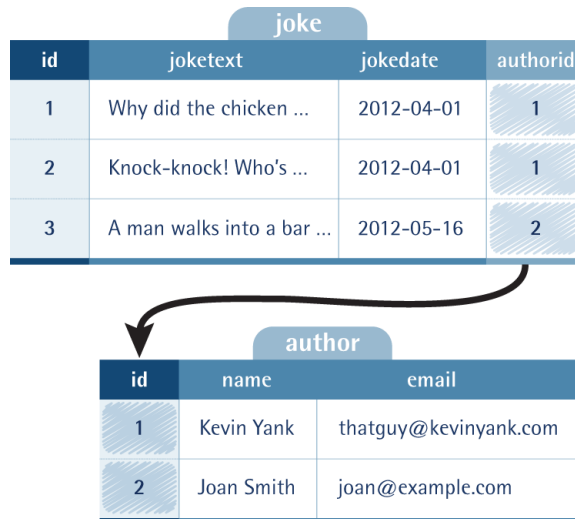 joke
id joketext jokedate authorid
1 Why did the chicken ... 2012-04-01 1
2 Knock-knock! Who's ... 2012-04-01 1
3 A man walks into a bar ... 2012-05-16 2
author
id name email
1 Kevin Yank thatguy@kevinyank.com
2 Joan Smith joan@example.com